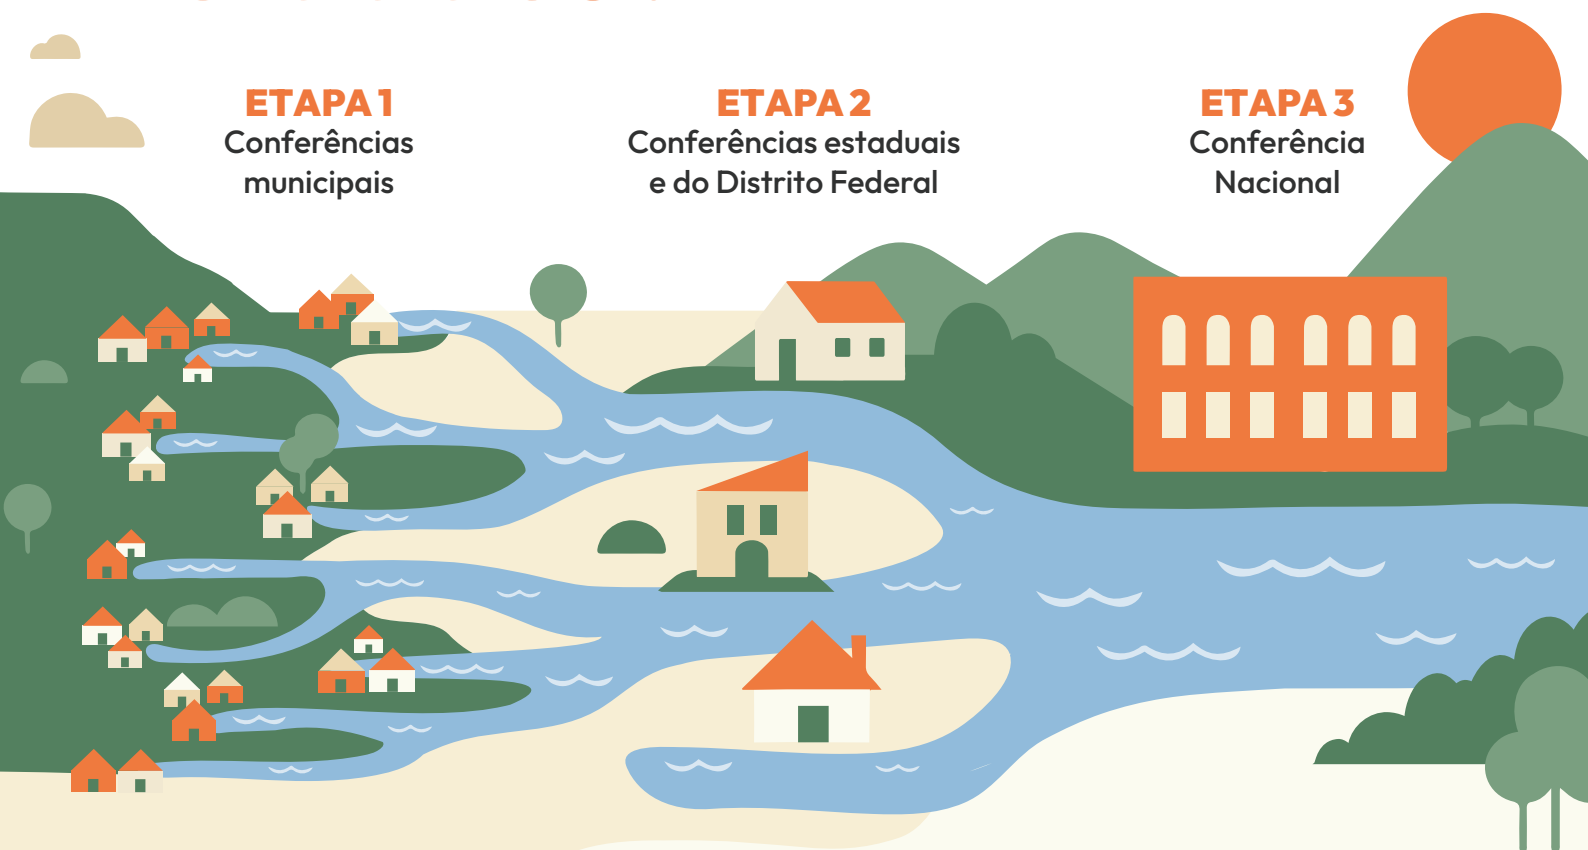 ETAPA 1
Conferências
municipais
ETAPA 2
Conferências estaduais
e do Distrito Federal
ETAPA 3
Conferência
Nacional